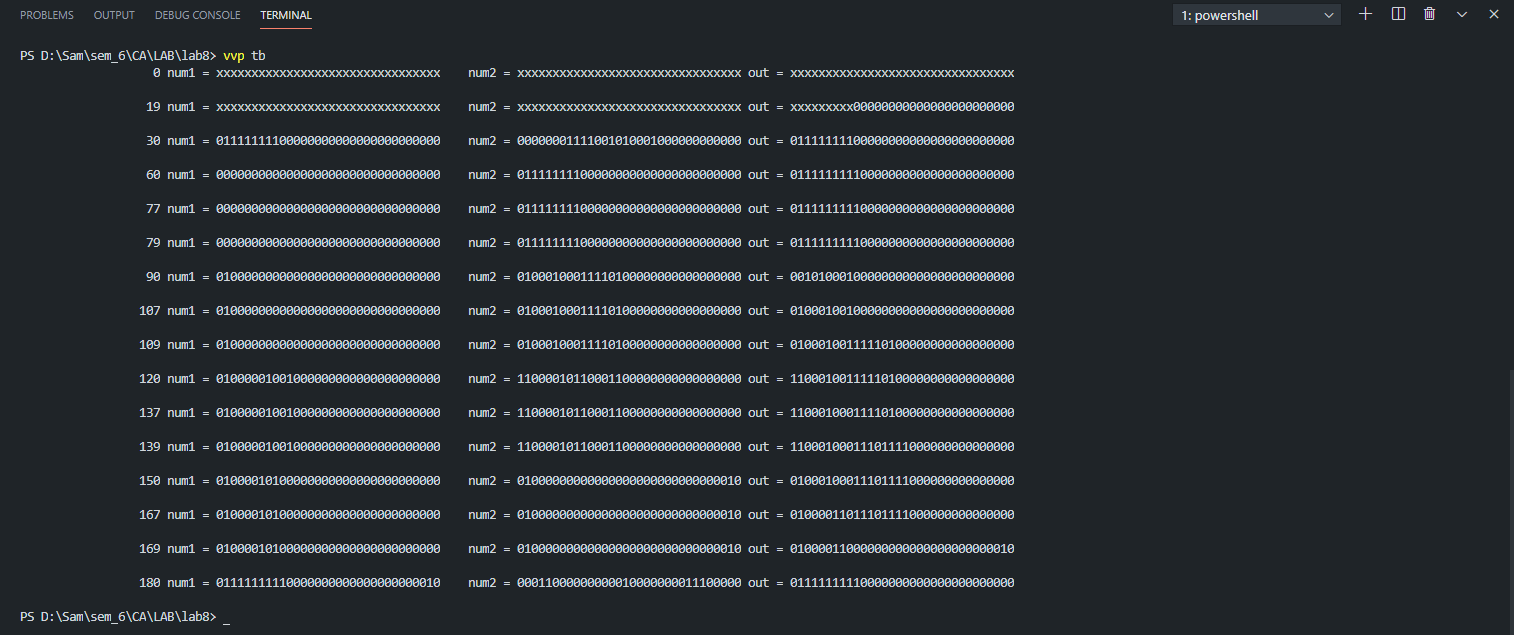 PROBLEMS OUTPUT DEBUG CONSOLE TERMINAL 1: powershell
PS D:\Sam\sem_6\CA\LAB\lab8> vvp tb
0 num1 = xxxxxxxxxxxxxxxxxxxxxxxxxxxxxxxx num2 = xxxxxxxxxxxxxxxxxxxxxxxxxxxxxxxx out = xxxxxxxxxxxxxxxxxxxxxxxxxxxxxxxx
19 num1 = xxxxxxxxxxxxxxxxxxxxxxxxxxxxxxxx num2 = xxxxxxxxxxxxxxxxxxxxxxxxxxxxxxxx out = xxxxxxxxx00000000000000000000000
30 num1 = 01111111100000000000000000000000 num2 = 00000001111001010001000000000000 out = 01111111100000000000000000000000
60 num1 = 00000000000000000000000000000000 num2 = 01111111100000000000000000000000 out = 01111111110000000000000000000000
77 num1 = 00000000000000000000000000000000 num2 = 01111111100000000000000000000000 out = 01111111110000000000000000000000
79 num1 = 00000000000000000000000000000000 num2 = 01111111100000000000000000000000 out = 01111111110000000000000000000000
90 num1 = 01000000000000000000000000000000 num2 = 01000100011110100000000000000000 out = 00101000100000000000000000000000
107 num1 = 01000000000000000000000000000000 num2 = 01000100011110100000000000000000 out = 01000100100000000000000000000000
109 num1 = 01000000000000000000000000000000 num2 = 01000100011110100000000000000000 out = 01000100111110100000000000000000
120 num1 = 01000001001000000000000000000000 num2 = 11000010110001100000000000000000 out = 11000100111110100000000000000000
137 num1 = 01000001001000000000000000000000 num2 = 11000010110001100000000000000000 out = 11000100011110100000000000000000
139 num1 = 01000001001000000000000000000000 num2 = 11000010110001100000000000000000 out = 11000100011101111000000000000000
150 num1 = 01000010100000000000000000000000 num2 = 01000000000000000000000000000010 out = 01000100011101111000000000000000
167 num1 = 01000010100000000000000000000000 num2 = 01000000000000000000000000000010 out = 01000011011101111000000000000000
169 num1 = 01000010100000000000000000000000 num2 = 01000000000000000000000000000010 out = 01000011000000000000000000000010
180 num1 = 01111111110000000000000000000010 num2 = 00011000000000010000000011100000 out = 01111111110000000000000000000000
PS D:\Sam\sem_6\CA\LAB\lab8> _